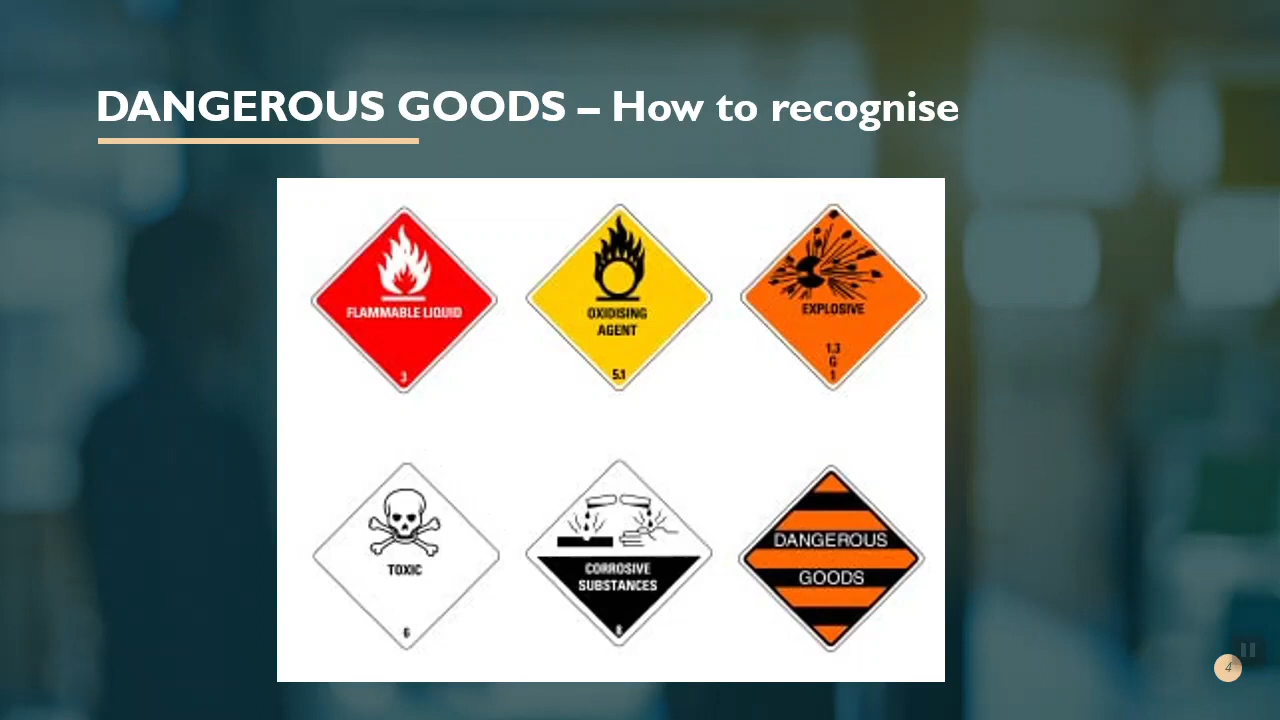 DANGEROUS GOODS – How to recognise
FLAMMABLE LIQUID
3
OXIDISING
AGENT
5.1
EXPLOSIVE
1.3
G
1
TOXIC
6
CORROSIVE
SUBSTANCES
8
DANGEROUS
GOODS
4